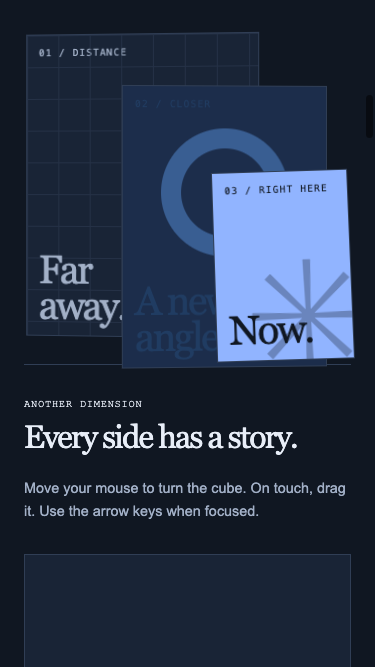 01 / DISTANCE
02 / CLOSER
03 / RIGHT HERE
Far
away.
A new
angle
Now.
ANOTHER DIMENSION
Every side has a story.
Move your mouse to turn the cube. On touch, drag
it. Use the arrow keys when focused.